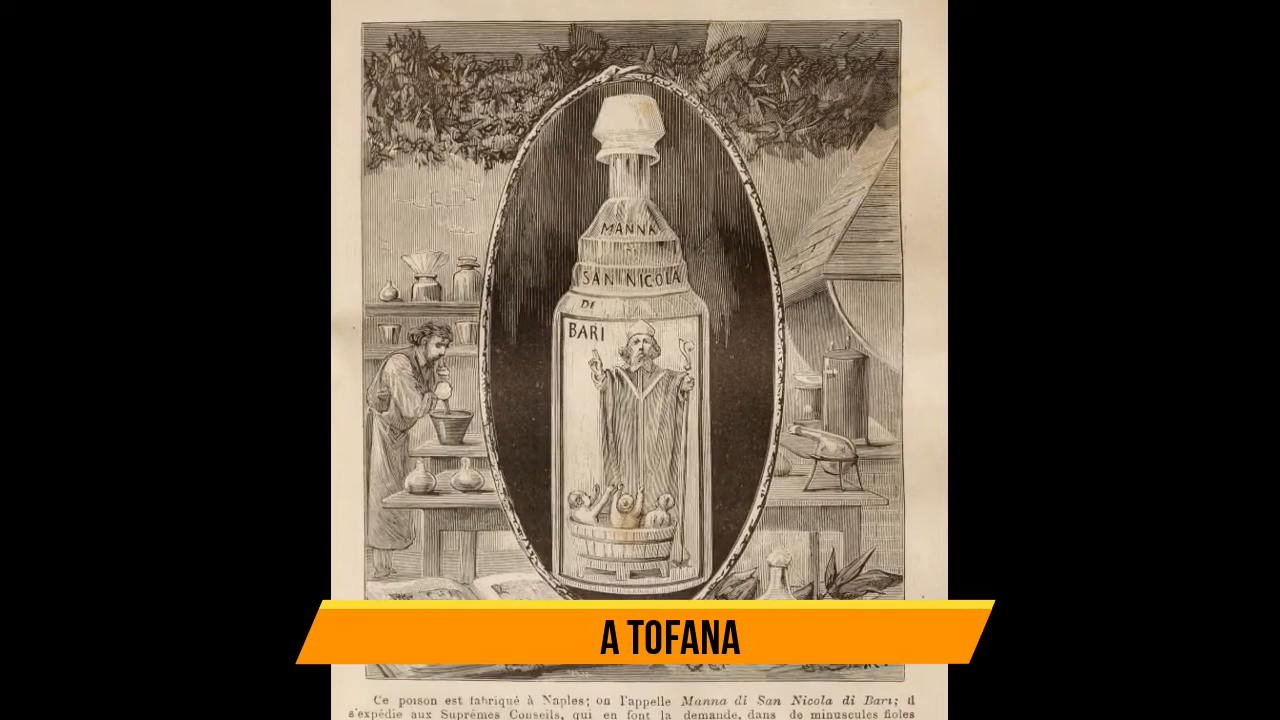 MANNA
DI
SAN NICOLA
DI
BARI
A TOFANA
Ce poison est fabriqué à Naples; on l'appelle Manna di San Nicola di Bari; il
s'expédie aux Suprêmes Conseils, qui en font la demande, dans de minuscules fioles